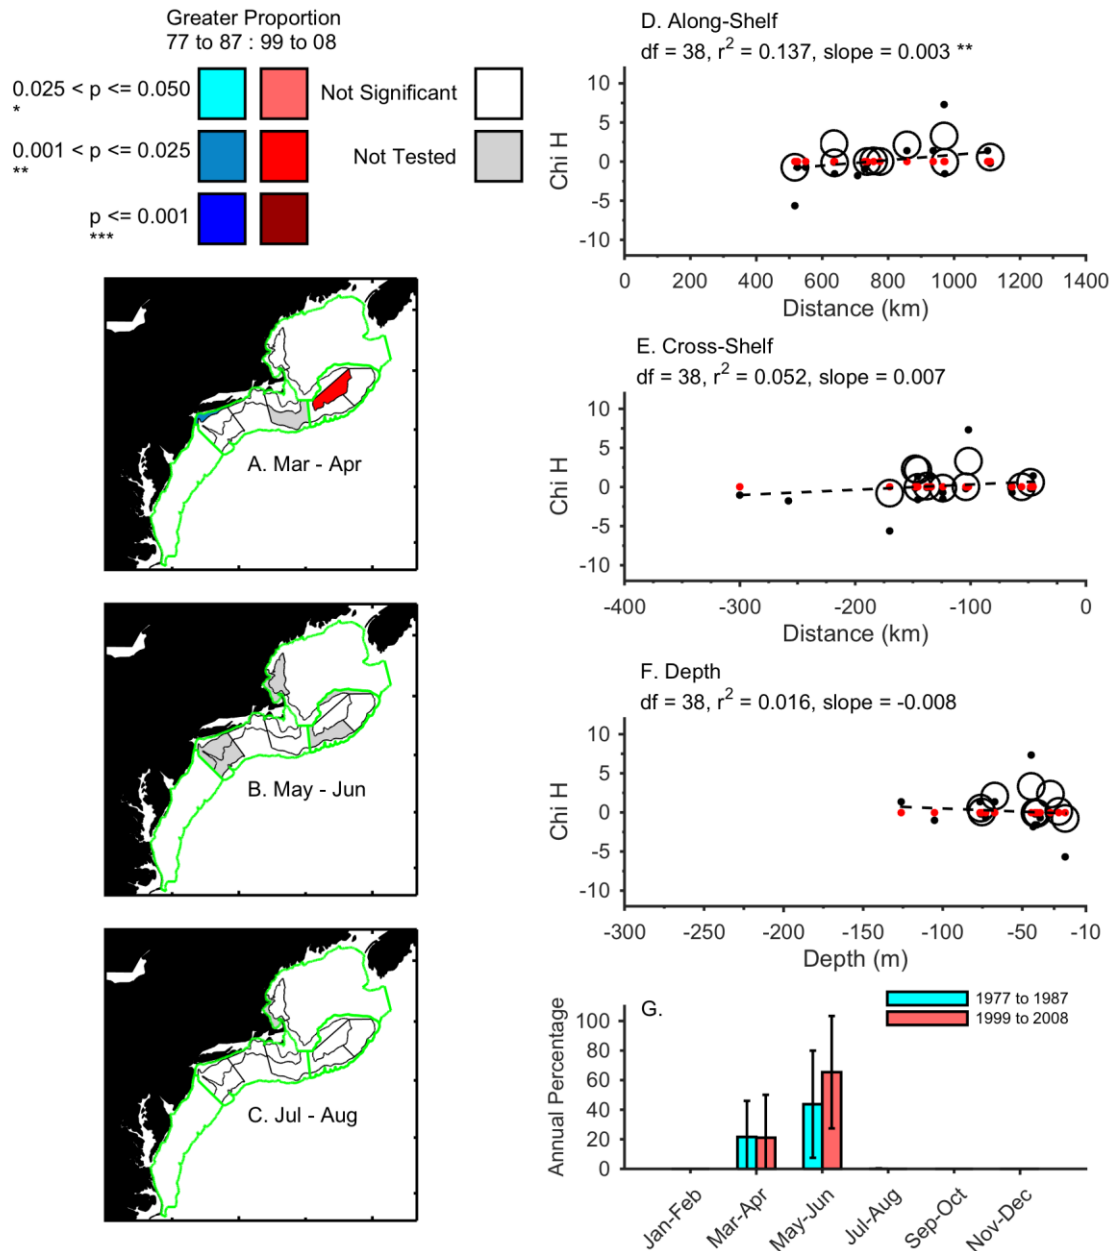 Greater Proportion
77 to 87 : 99 to 08
0.025 < p <= 0.050
*
0.001 < p <= 0.025
**
p <= 0.001
***
Not Significant
Not Tested
A. Mar - Apr
B. May - Jun
C. Jul - Aug
D. Along-Shelf
df = 38, r² = 0.137, slope = 0.003 **
10
5
0
-5
-10
Chi H
0 200 400 600 800 1000 1200 1400
Distance (km)
E. Cross-Shelf
df = 38, r² = 0.052, slope = 0.007
10
5
0
-5
-10
Chi H
-400 -300 -200 -100 0
Distance (km)
F. Depth
df = 38, r² = 0.016, slope = -0.008
10
5
0
-5
-10
Chi H
-300 -250 -200 -150 -100 -50 -10
Depth (m)
G.
1977 to 1987
1999 to 2008
100
80
60
40
20
0
Annual Percentage
Jan-Feb Mar-Apr May-Jun Jul-Aug Sep-Oct Nov-Dec